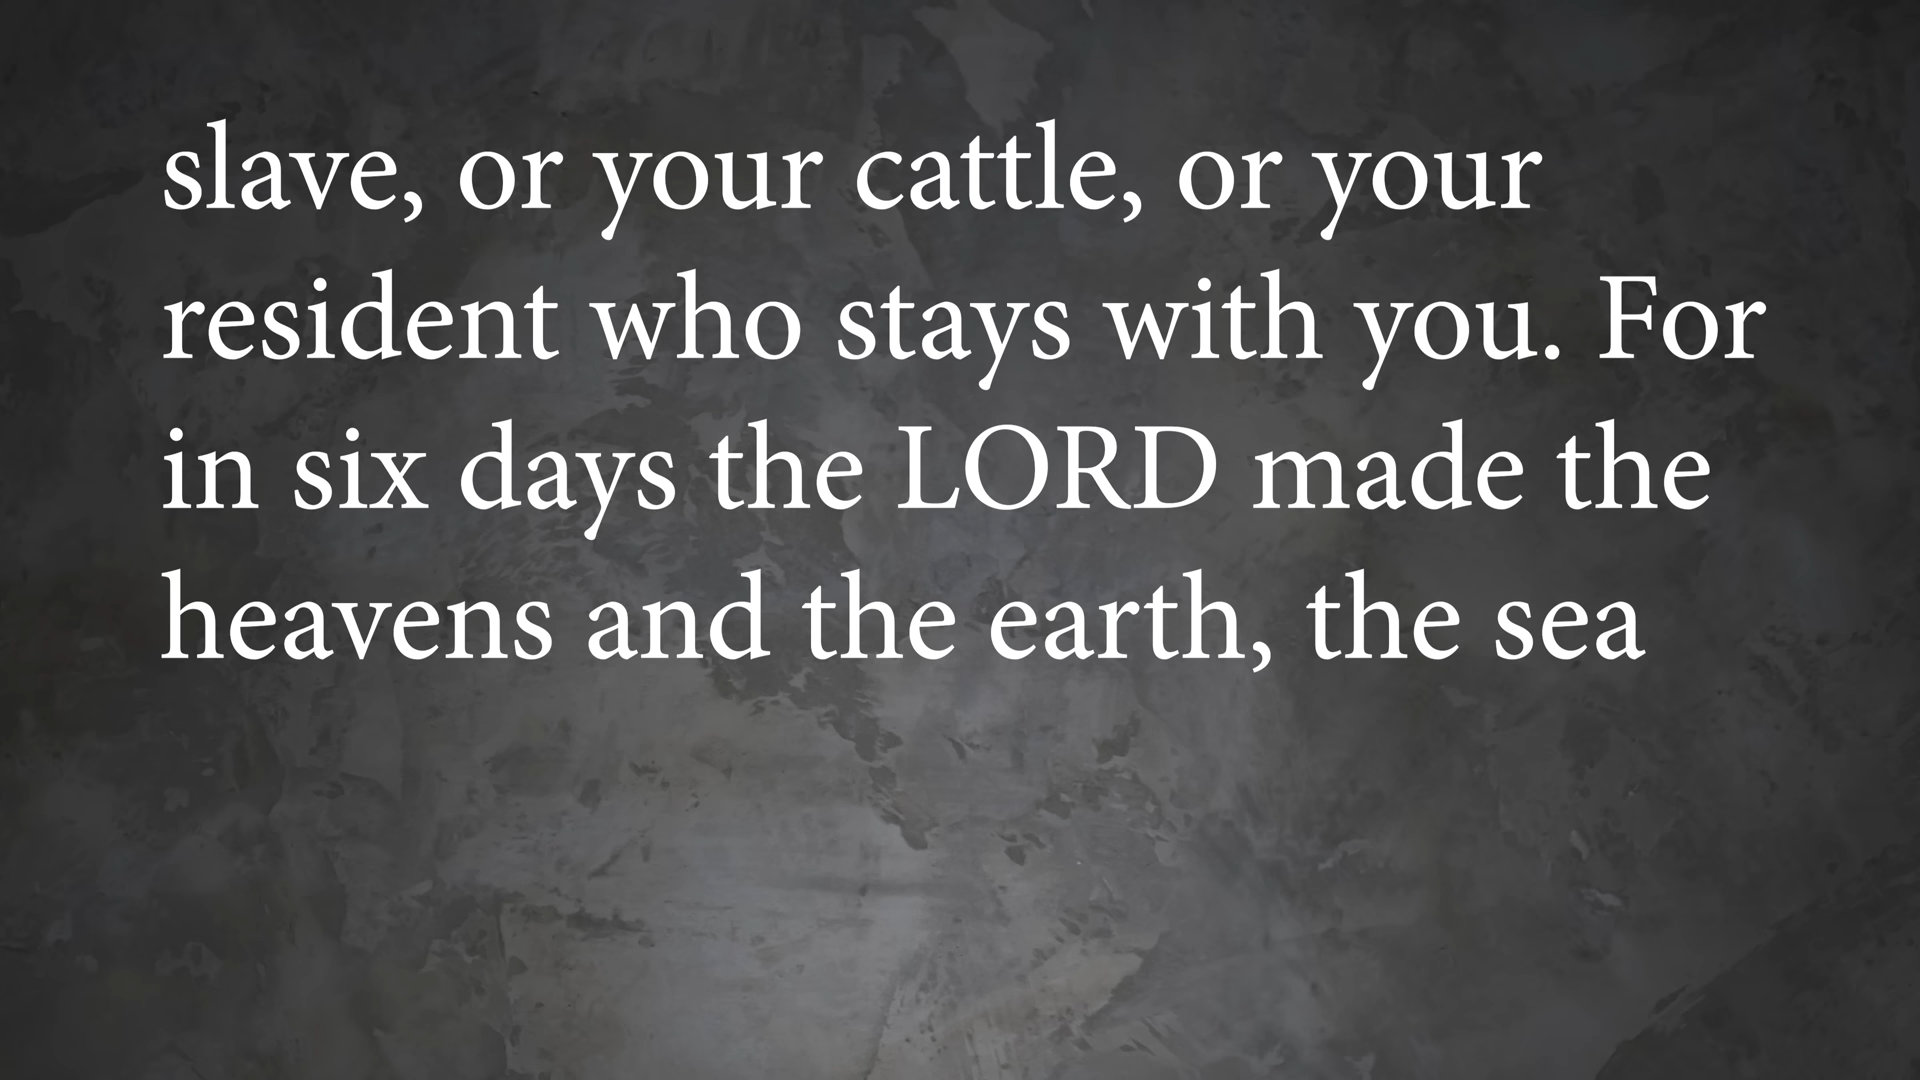 slave, or your cattle, or your
resident who stays with you. For
in six days the LORD made the
heavens and the earth, the sea